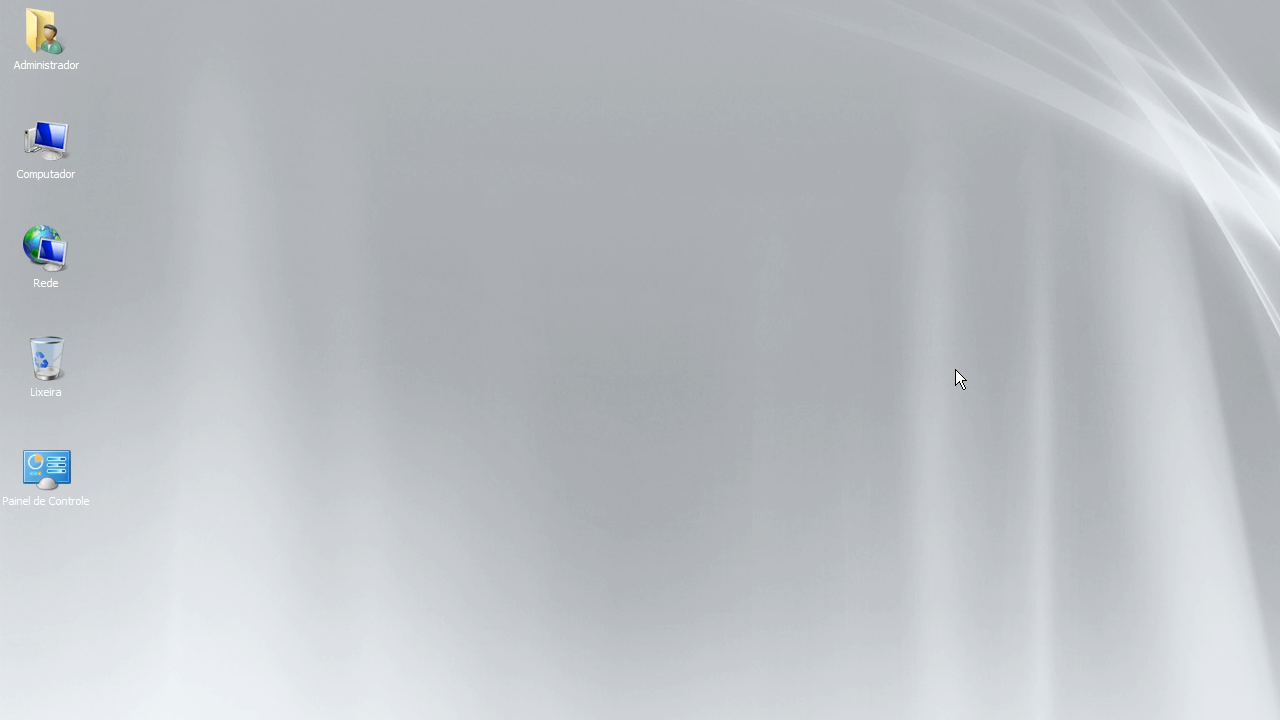 Administrador
Computador
Rede
Lixeira
Painel de Controle